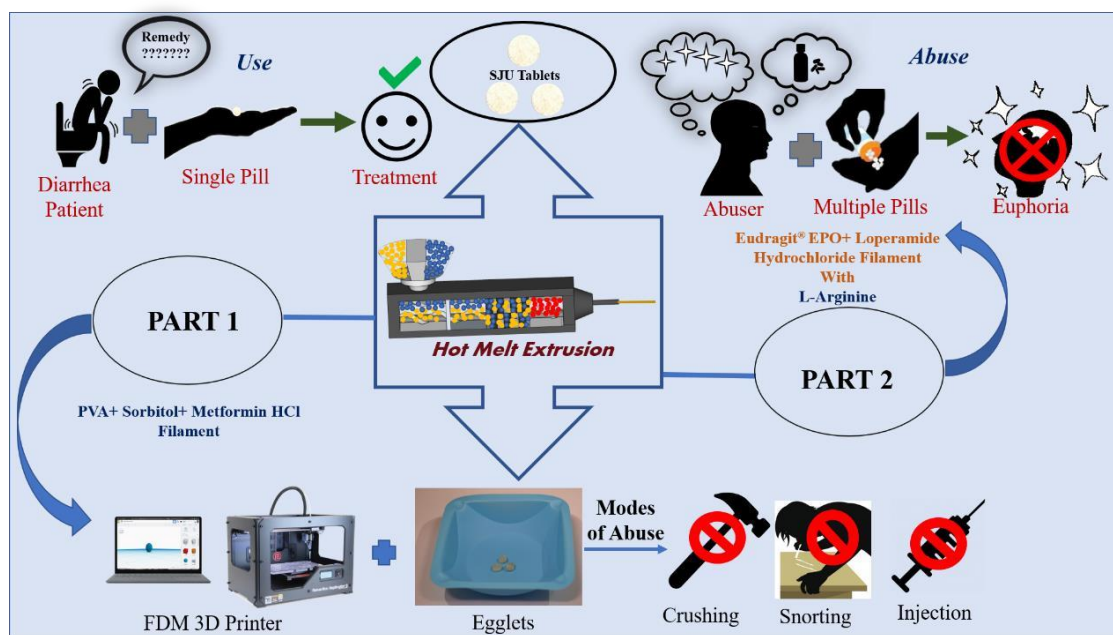 Remedy
???????
Use
SJU Tablets
Abuse
Diarrhea
Patient
Single Pill
Treatment
Abuser
Multiple Pills
Euphoria
Eudragit® EPO+ Loperamide
Hydrochloride Filament
With
L-Arginine
PART 1
Hot Melt Extrusion
PART 2
PVA+ Sorbitol+ Metformin HCl
Filament
Modes
of Abuse
FDM 3D Printer
Egglets
Crushing
Snorting
Injection